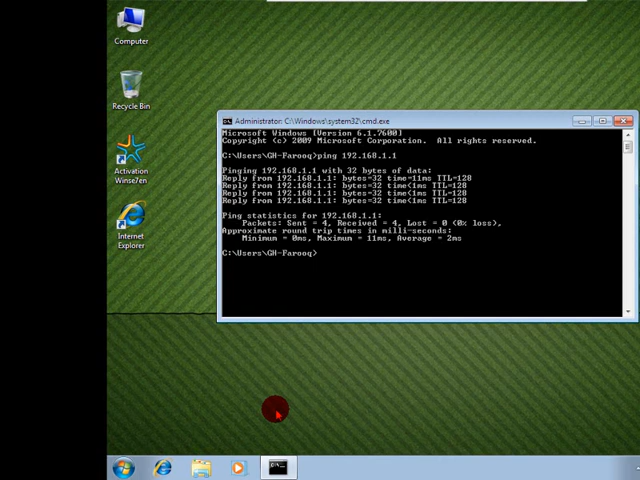 Computer
Recycle Bin
Activation
Winse7en
Internet
Explorer
Administrator: C:\Windows\system32\cmd.exe
Microsoft Windows [Version 6.1.7600]
Copyright (c) 2009 Microsoft Corporation.  All rights reserved.
C:\Users\GH-Farooq>ping 192.168.1.1
Pinging 192.168.1.1 with 32 bytes of data:
Reply from 192.168.1.1: bytes=32 time=11ms TTL=128
Reply from 192.168.1.1: bytes=32 time<1ms TTL=128
Reply from 192.168.1.1: bytes=32 time<1ms TTL=128
Reply from 192.168.1.1: bytes=32 time<1ms TTL=128
Ping statistics for 192.168.1.1:
Packets: Sent = 4, Received = 4, Lost = 0 (0% loss),
Approximate round trip times in milli-seconds:
Minimum = 0ms, Maximum = 11ms, Average = 2ms
C:\Users\GH-Farooq>